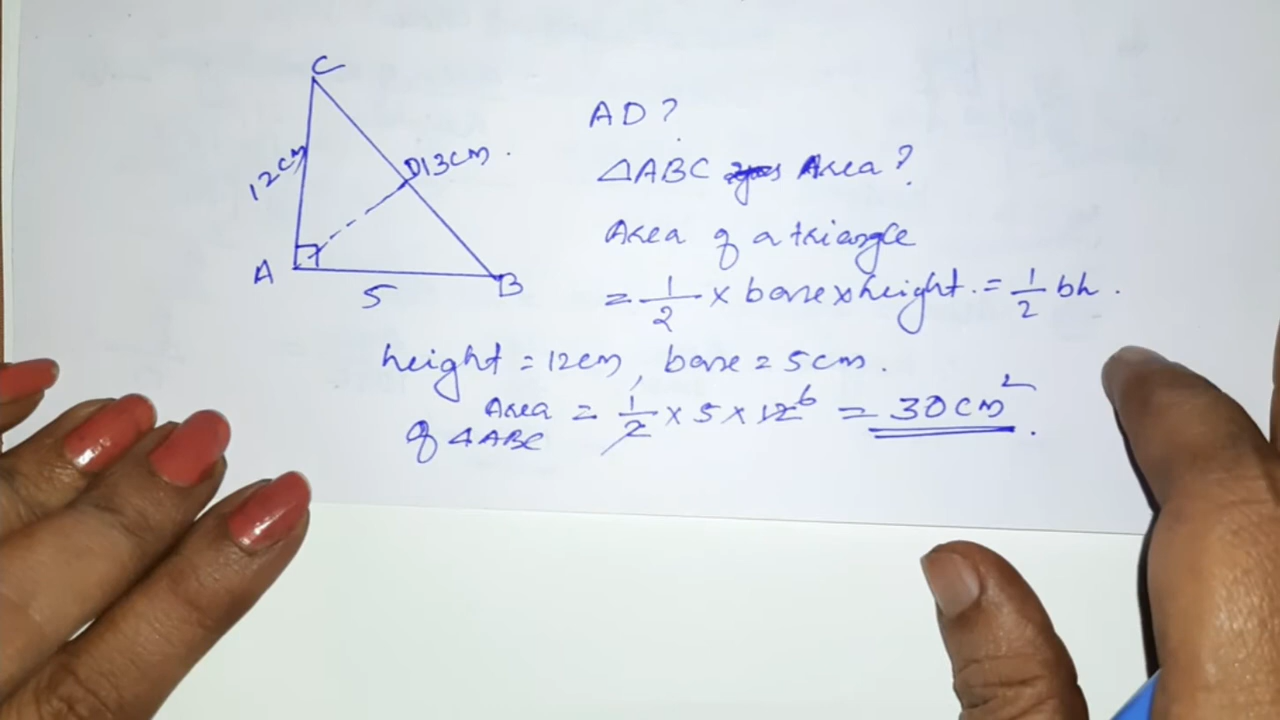 C
12cm
D 13cm.
A
5
B
AD?
△ABC Area?
Area of a triangle
= 1/2 × base × height. = 1/2 bh.
height = 12cm, base = 5cm.
Area of △ABC = 1/2 × 5 × 12 6 = 30cm².